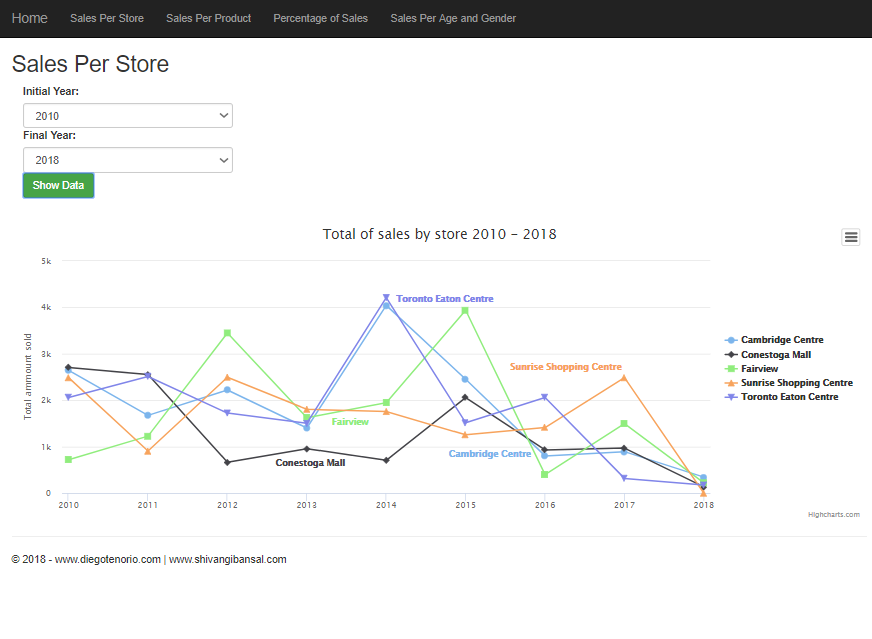 Home Sales Per Store Sales Per Product Percentage of Sales Sales Per Age and Gender
Sales Per Store
Initial Year:
2010
Final Year:
2018
Show Data
Total of sales by store 2010 - 2018
Total ammount sold
5k
4k
3k
2k
1k
0
Toronto Eaton Centre
Sunrise Shopping Centre
Fairview
Cambridge Centre
Conestoga Mall
2010 2011 2012 2013 2014 2015 2016 2017 2018
Cambridge Centre
Conestoga Mall
Fairview
Sunrise Shopping Centre
Toronto Eaton Centre
Highcharts.com
© 2018 - www.diegotenorio.com | www.shivangibansal.com